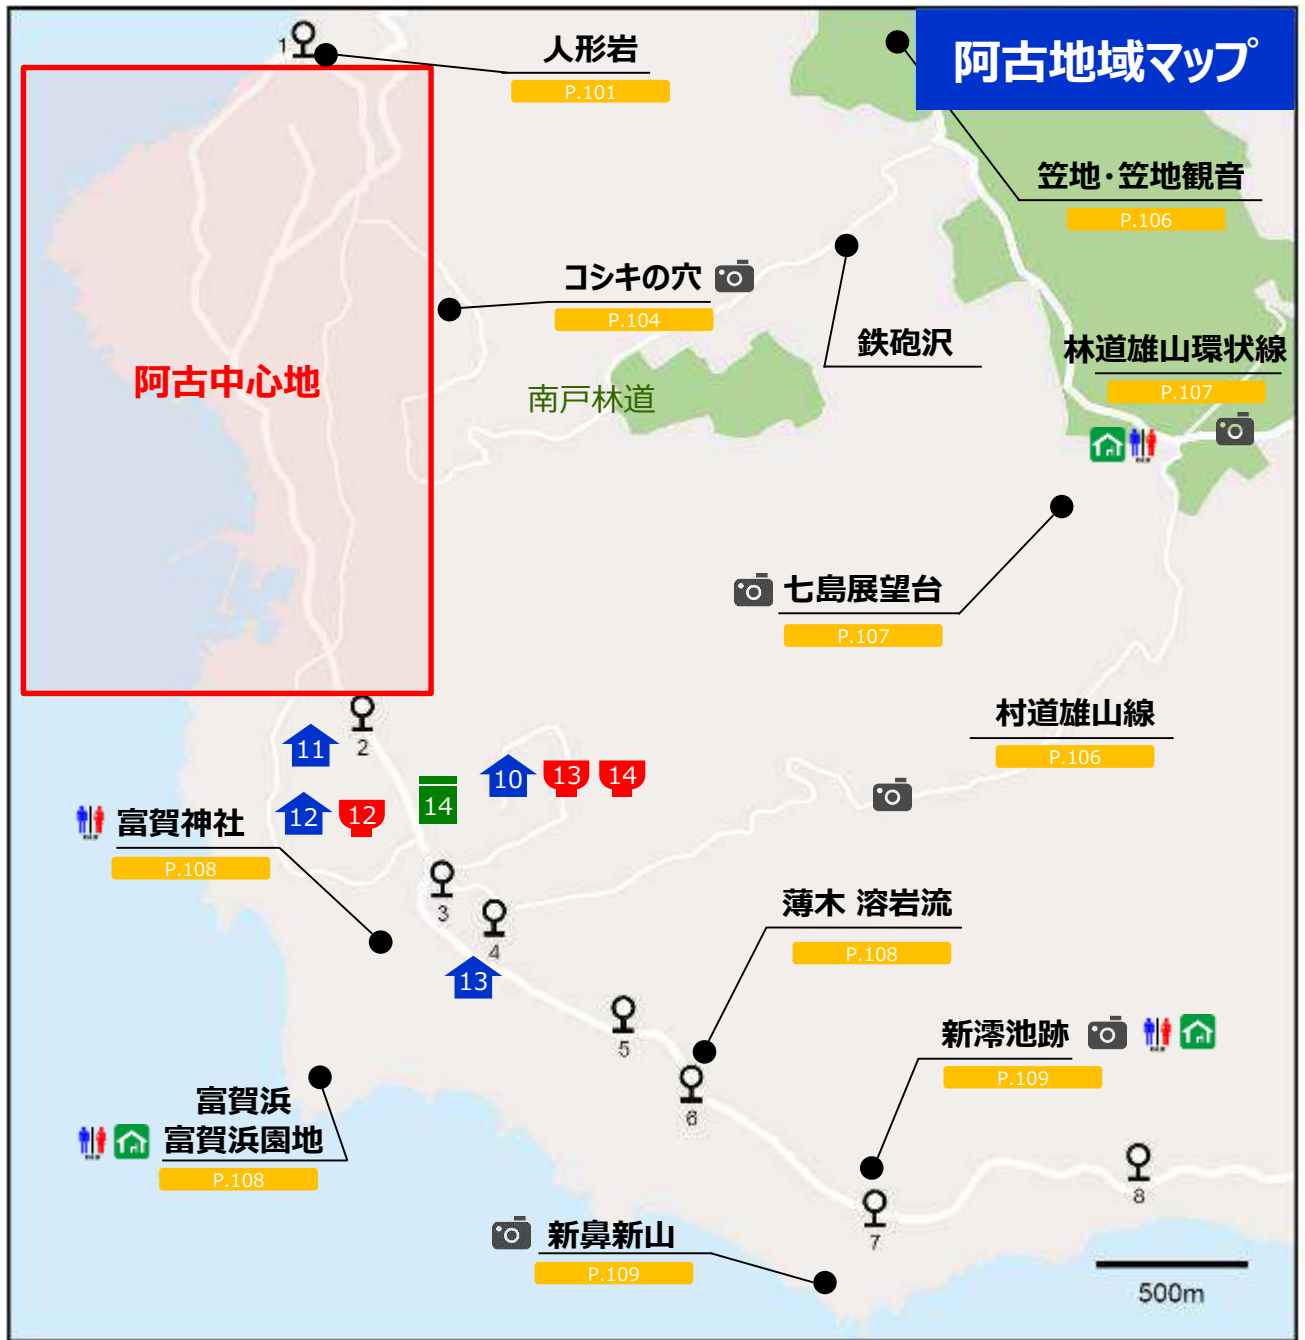 阿古地域マップ
1
人形岩
P.101
笠地・笠地観音
P.106
コシキの穴
P.104
鉄砲沢
林道雄山環状線
P.107
阿古中心地
南戸林道
七島展望台
P.107
村道雄山線
P.106
2
11
10
13
14
14
12
12
富賀神社
P.108
3
4
13
薄木 溶岩流
P.108
5
新澪池跡
P.109
6
富賀浜
富賀浜園地
P.108
8
7
新鼻新山
P.109
500m